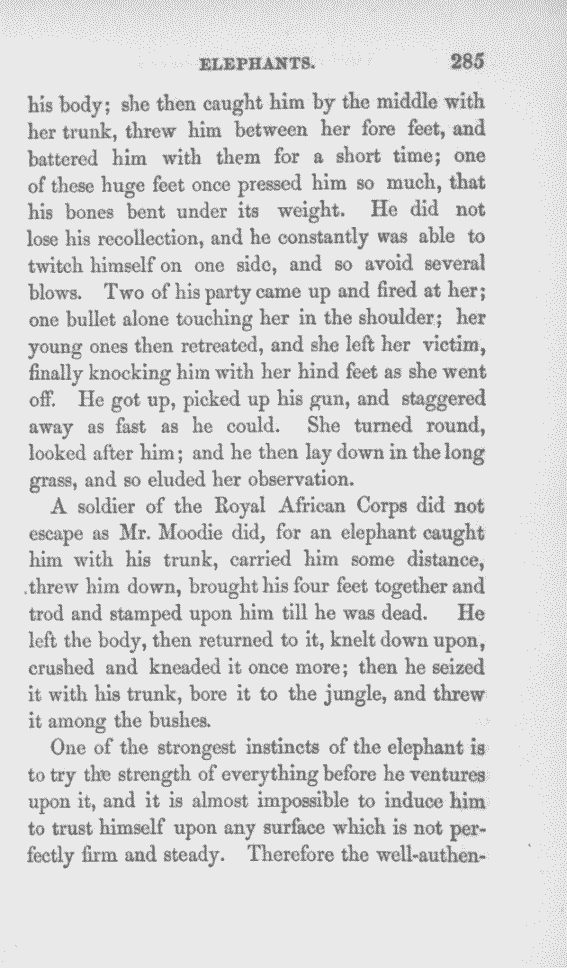 ELEPHANTS. 285
his body; she then caught him by the middle with
her trunk, threw him between her fore feet, and
battered him with them for a short time; one
of these huge feet once pressed him so much, that
his bones bent under its weight. He did not
lose his recollection, and he constantly was able to
twitch himself on one side, and so avoid several
blows. Two of his party came up and fired at her;
one bullet alone touching her in the shoulder; her
young ones then retreated, and she left her victim,
finally knocking him with her hind feet as she went
off. He got up, picked up his gun, and staggered
away as fast as he could. She turned round,
looked after him; and he then lay down in the long
grass, and so eluded her observation.
A soldier of the Royal African Corps did not
escape as Mr. Moodie did, for an elephant caught
him with his trunk, carried him some distance,
threw him down, brought his four feet together and
trod and stamped upon him till he was dead. He
left the body, then returned to it, knelt down upon,
crushed and kneaded it once more; then he seized
it with his trunk, bore it to the jungle, and threw
it among the bushes.
One of the strongest instincts of the elephant is
to try the strength of everything before he ventures
upon it, and it is almost impossible to induce him
to trust himself upon any surface which is not per-
fectly firm and steady. Therefore the well-authen-